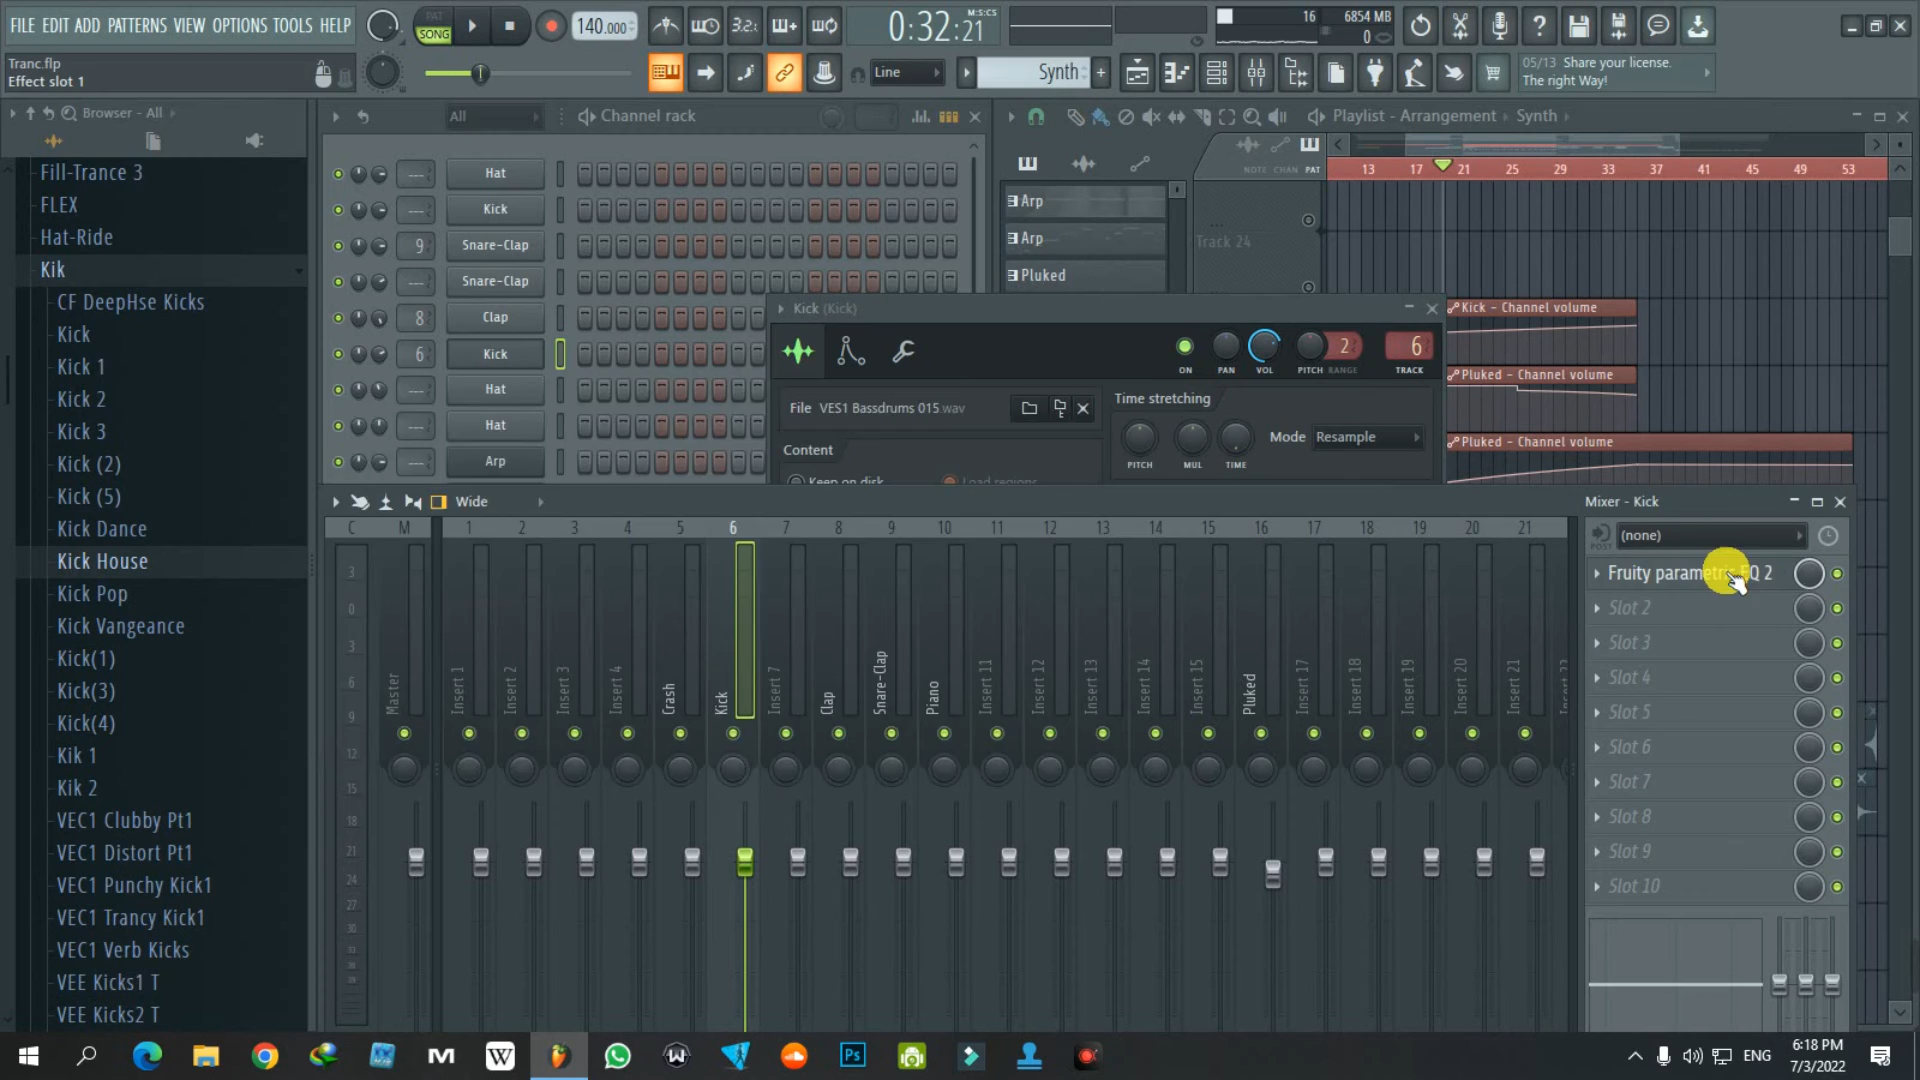 FILE EDIT ADD PATTERNS VIEW OPTIONS TOOLS HELP
PAT
SONG
140.000
3.2.
0:32:21
M:S:CS
16
6854 MB
0
Tranc.flp
Effect slot 1
Line
Synth
+
05/13 Share your license.
The right Way!
Browser - All
All
Channel rack
Playlist - Arrangement
Synth
NOTE CHAN PAT
13 17 21 25 29 33 37 41 45 49 53
Fill-Trance 3
FLEX
Hat-Ride
Kik
CF DeepHse Kicks
Kick
Kick 1
Kick 2
Kick 3
Kick (2)
Kick (5)
Kick Dance
Kick House
Kick Pop
Kick Vangeance
Kick(1)
Kick(3)
Kick(4)
Kik 1
Kik 2
VEC1 Clubby Pt1
VEC1 Distort Pt1
VEC1 Punchy Kick1
VEC1 Trancy Kick1
VEC1 Verb Kicks
VEE Kicks1 T
VEE Kicks2 T
--- Hat
--- Kick
9 Snare-Clap
--- Snare-Clap
8 Clap
6 Kick
--- Hat
--- Hat
--- Arp
Arp
Arp
Pluked
Track 24
Kick - Channel volume
Pluked - Channel volume
Pluked - Channel volume
Kick (Kick)
ON PAN VOL PITCH RANGE TRACK
2
6
File VES1 Bassdrums 015.wav
Time stretching
PITCH MUL TIME
Mode Resample
Content
Keep on disk
Load regions
Wide
Mixer - Kick
C M 1 2 3 4 5 6 7 8 9 10 11 12 13 14 15 16 17 18 19 20 21
3
0
3
6
9
12
15
18
21
24
27
30
Master
Insert 1
Insert 2
Insert 3
Insert 4
Crash
Kick
Insert 7
Clap
Snare-Clap
Piano
Insert 11
Insert 12
Insert 13
Insert 14
Insert 15
Pluked
Insert 17
Insert 18
Insert 19
Insert 20
Insert 21
POST
(none)
Fruity parametric EQ 2
Slot 2
Slot 3
Slot 4
Slot 5
Slot 6
Slot 7
Slot 8
Slot 9
Slot 10
W
Ps
ENG
6:18 PM
7/3/2022